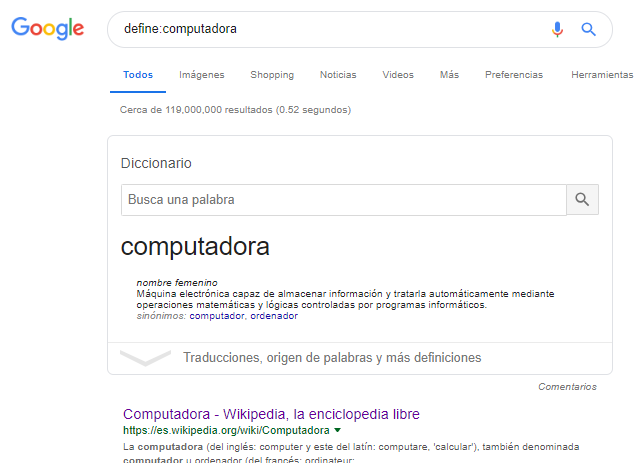 Google
define:computadora
Todos Imágenes Shopping Noticias Videos Más Preferencias Herramientas
Cerca de 119,000,000 resultados (0.52 segundos)
Diccionario
Busca una palabra
computadora
nombre femenino
Máquina electrónica capaz de almacenar información y tratarla automáticamente mediante
operaciones matemáticas y lógicas controladas por programas informáticos.
sinónimos: computador, ordenador
Traducciones, origen de palabras y más definiciones
Comentarios
Computadora - Wikipedia, la enciclopedia libre
https://es.wikipedia.org/wiki/Computadora
La computadora (del inglés: computer y este del latín: computare, 'calcular'), también denominada
computador u ordenador (del francés: ordinateur;